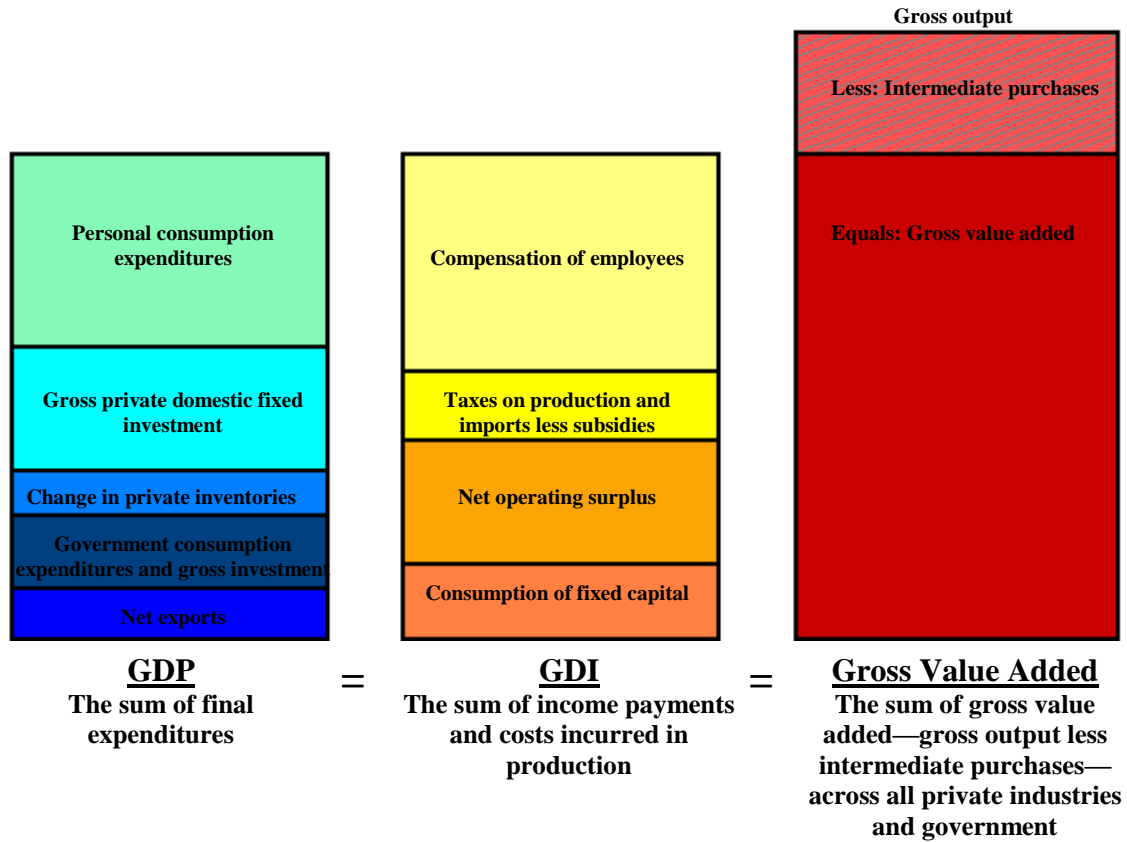 Gross output
Less: Intermediate purchases
Equals: Gross value added
Personal consumption
expenditures
Gross private domestic fixed
investment
Change in private inventories
Government consumption
expenditures and gross investment
Net exports
Compensation of employees
Taxes on production and
imports less subsidies
Net operating surplus
Consumption of fixed capital
GDP
The sum of final
expenditures
=
GDI
The sum of income payments
and costs incurred in
production
=
Gross Value Added
The sum of gross value
added—gross output less
intermediate purchases—
across all private industries
and government